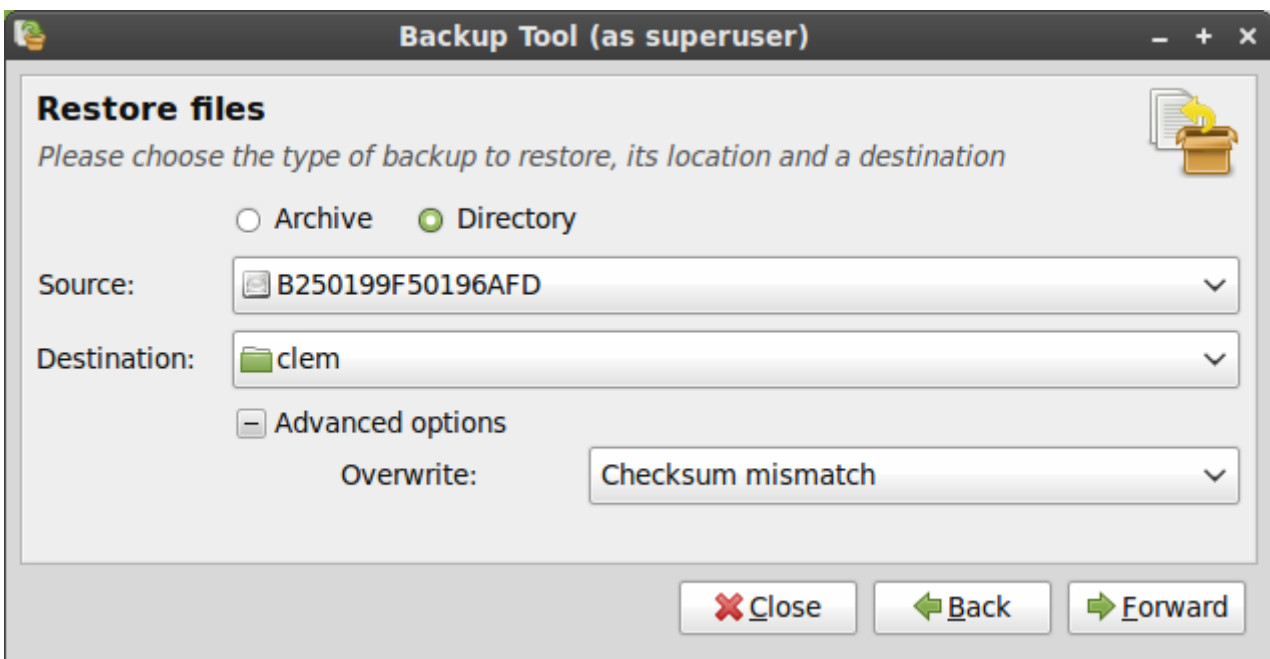 Backup Tool (as superuser)
Restore files
Please choose the type of backup to restore, its location and a destination
Archive Directory
Source: B250199F50196AFD
Destination: clem
Advanced options
Overwrite: Checksum mismatch
Close Back Forward